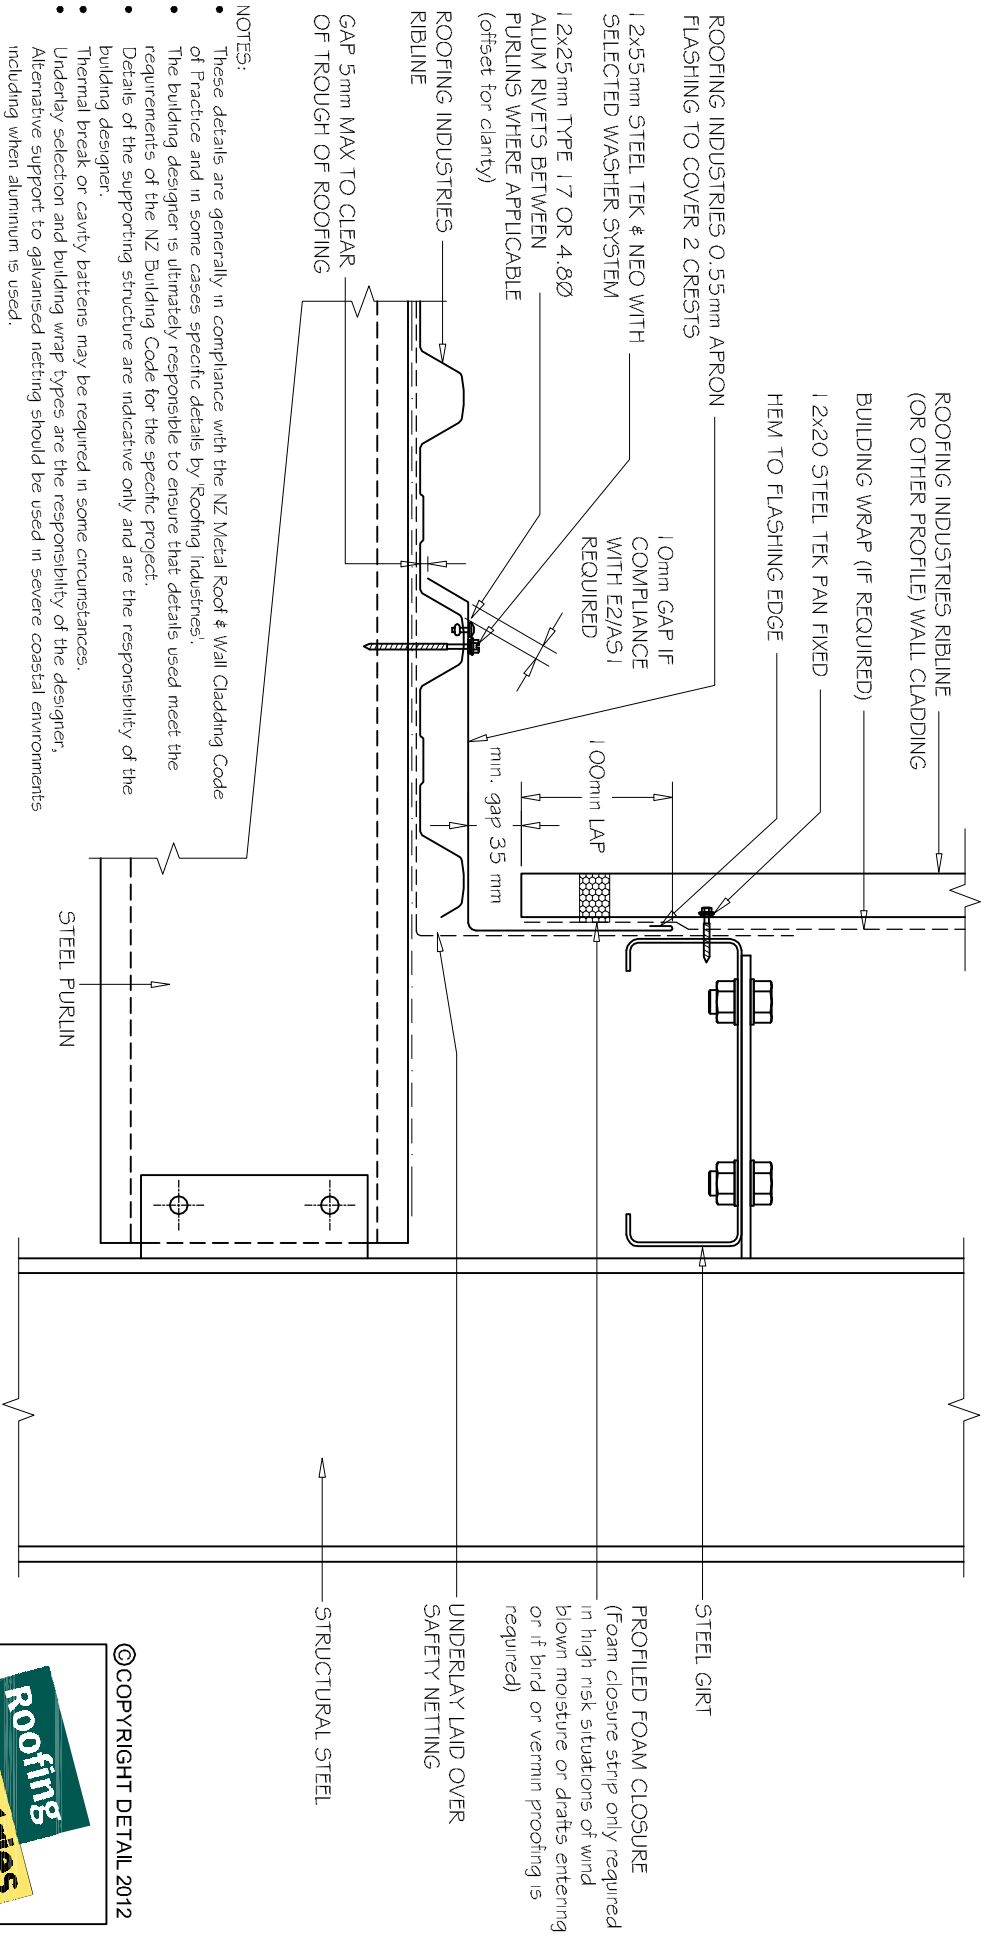 ROOFING INDUSTRIES RIBLINE
(OR OTHER PROFILE) WALL CLADDING
BUILDING WRAP (IF REQUIRED)
12x20 STEEL TEK PAN FIXED
HEM TO FLASHING EDGE
ROOFING INDUSTRIES 0.55mm APRON
FLASHING TO COVER 2 CRESTS
12x55mm STEEL TEK & NEO WITH
SELECTED WASHER SYSTEM
12x25mm TYPE 17 OR 4.8Ø
ALUM RIVETS BETWEEN
PURLINS WHERE APPLICABLE
(offset for clarity)
ROOFING INDUSTRIES
RIBLINE
GAP 5mm MAX TO CLEAR
OF TROUGH OF ROOFING
10mm GAP IF
COMPLIANCE
WITH E2/AS1
REQUIRED
100min LAP
min. gap 35 mm
STEEL GIRT
PROFILED FOAM CLOSURE
(Foam closure strip only required
in high risk situations of wind
blown moisture or drafts entering
or if bird or vermin proofing is
required)
UNDERLAY LAID OVER
SAFETY NETTING
STRUCTURAL STEEL
STEEL PURLIN
NOTES:
• These details are generally in compliance with the NZ Metal Roof & Wall Cladding Code
of Practice and in some cases specific details by 'Roofing Industries'.
• The building designer is ultimately responsible to ensure that details used meet the
requirements of the NZ Building Code for the specific project.
• Details of the supporting structure are indicative only and are the responsibility of the
building designer.
• Thermal break or cavity battens may be required in some circumstances.
• Underlay selection and building wrap types are the responsibility of the designer,
Alternative support to galvanised netting should be used in severe coastal environments
including when aluminium is used.
©COPYRIGHT DETAIL 2012
Roofing